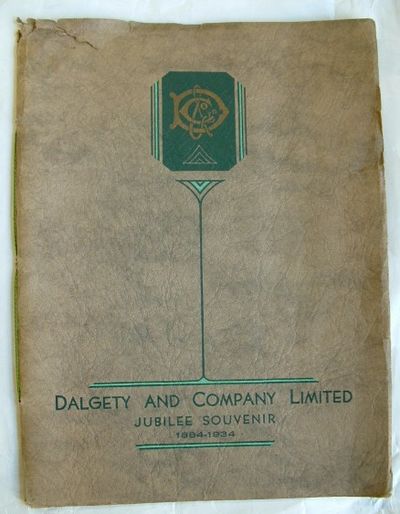 DALGETY AND COMPANY LIMITED
JUBILEE SOUVENIR
1884-1934